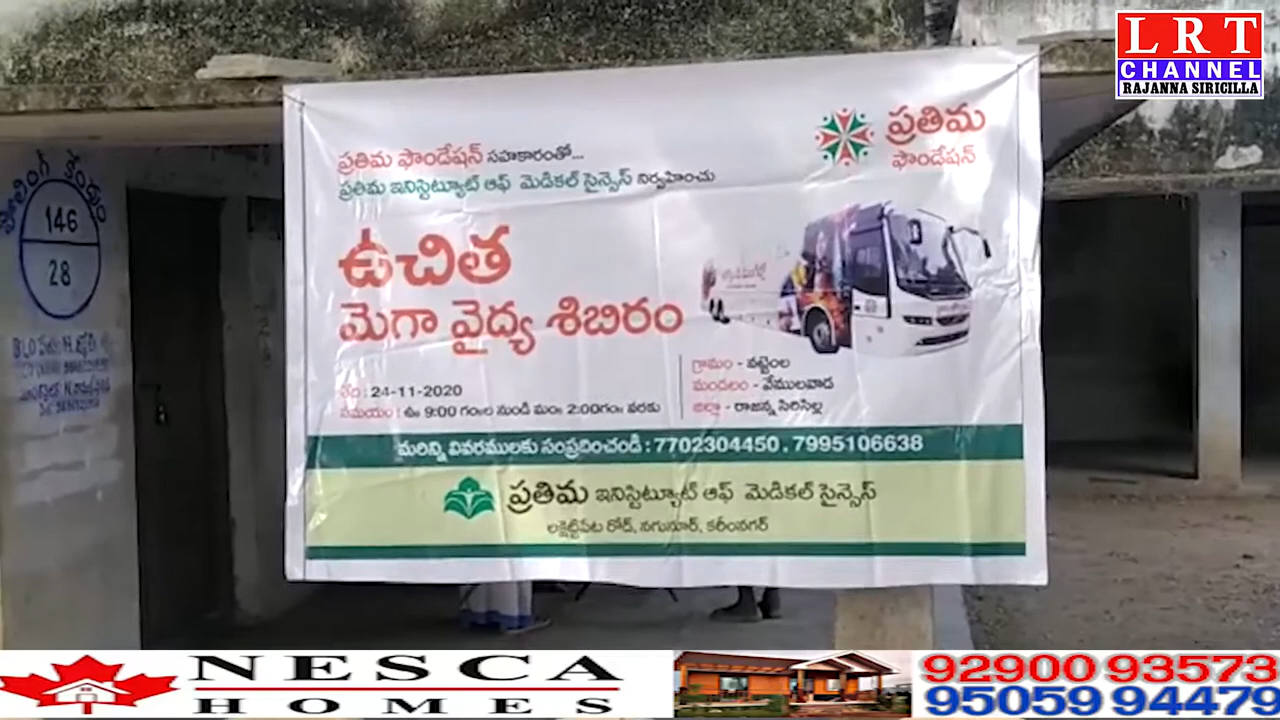 LRT
CHANNEL
RAJANNA SIRICILLA
ప్రతిమ
ఫౌండేషన్
ప్రతిమ ఫౌండేషన్ సహకారంతో...
ప్రతిమ ఇనిస్టిట్యూట్ ఆఫ్ మెడికల్ సైన్సెస్ నిర్వహించు
ఉచిత
మెగా వైద్య శిబిరం
గ్రామం - వట్టెంల
మండలం - వేములవాడ
జిల్లా - రాజన్న సిరిసిల్ల
తేది : 24-11-2020
సమయం : ఉ॥ 9:00 గం॥ల నుండి మ॥ 2:00గం॥ వరకు
మరిన్ని వివరములకు సంప్రదించండి : 7702304450 , 7995106638
ప్రతిమ ఇనిస్టిట్యూట్ ఆఫ్ మెడికల్ సైన్సెస్
లక్షెట్టిపేట రోడ్, నగునూర్, కరీంనగర్
పోలింగ్ కేంద్రం
146
28
BLO
NESCA
HOMES
92900 93573
95059 94479